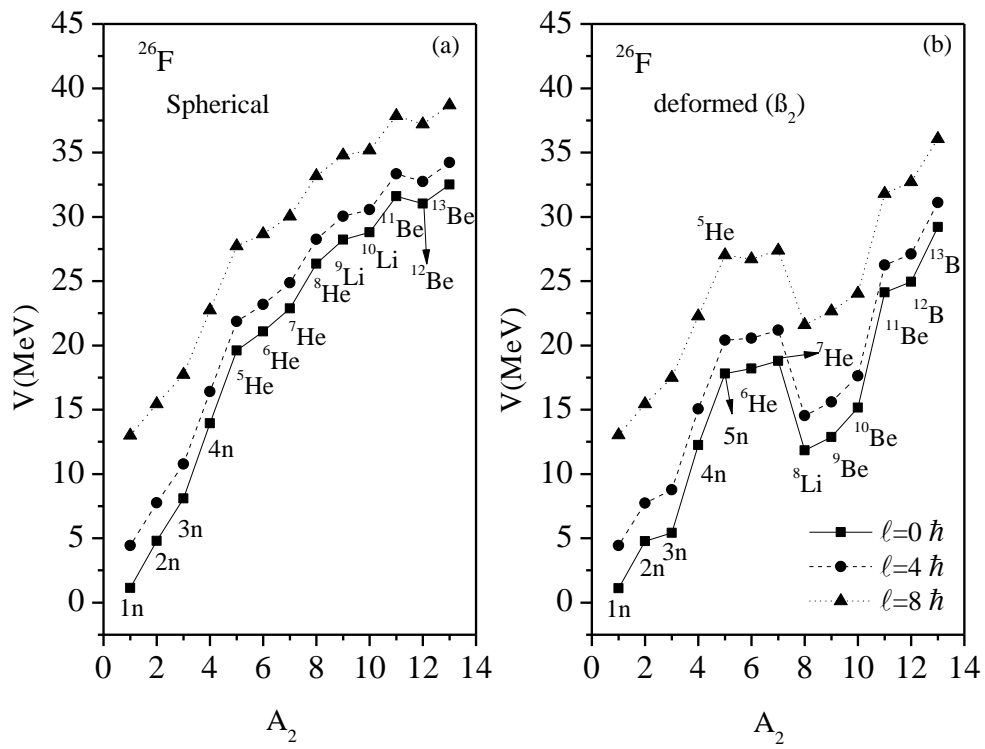 (a)
²⁶F
Spherical
V(MeV)
45
40
35
30
25
20
15
10
5
0
1n
2n
3n
4n
⁵He
⁶He
⁷He
⁸He
⁹Li
¹⁰Li
¹¹Be
¹²Be
¹³Be
0 2 4 6 8 10 12 14
A₂
(b)
²⁶F
deformed (ß₂)
V(MeV)
45
40
35
30
25
20
15
10
5
0
1n
2n
3n
4n
5n
⁵He
⁶He
⁷He
⁸Li
⁹Be
¹⁰Be
¹¹Be
¹²B
¹³B
ℓ=0 ℏ
ℓ=4 ℏ
ℓ=8 ℏ
0 2 4 6 8 10 12 14
A₂